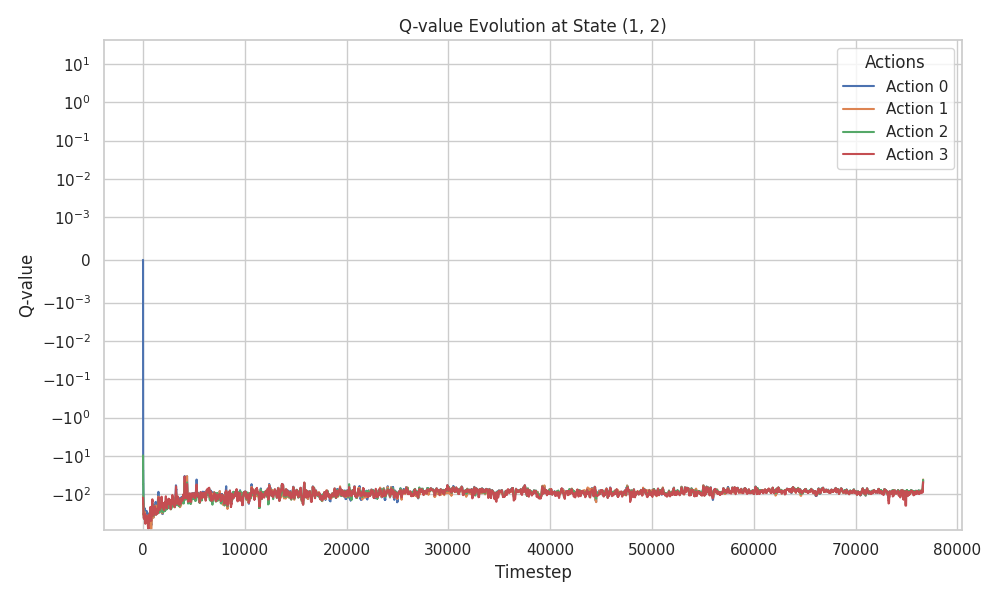 Q-value Evolution at State (1, 2)
Q-value
10¹
10⁰
10⁻¹
10⁻²
10⁻³
0
−10⁻³
−10⁻²
−10⁻¹
−10⁰
−10¹
−10²
Actions
Action 0
Action 1
Action 2
Action 3
0 10000 20000 30000 40000 50000 60000 70000 80000
Timestep